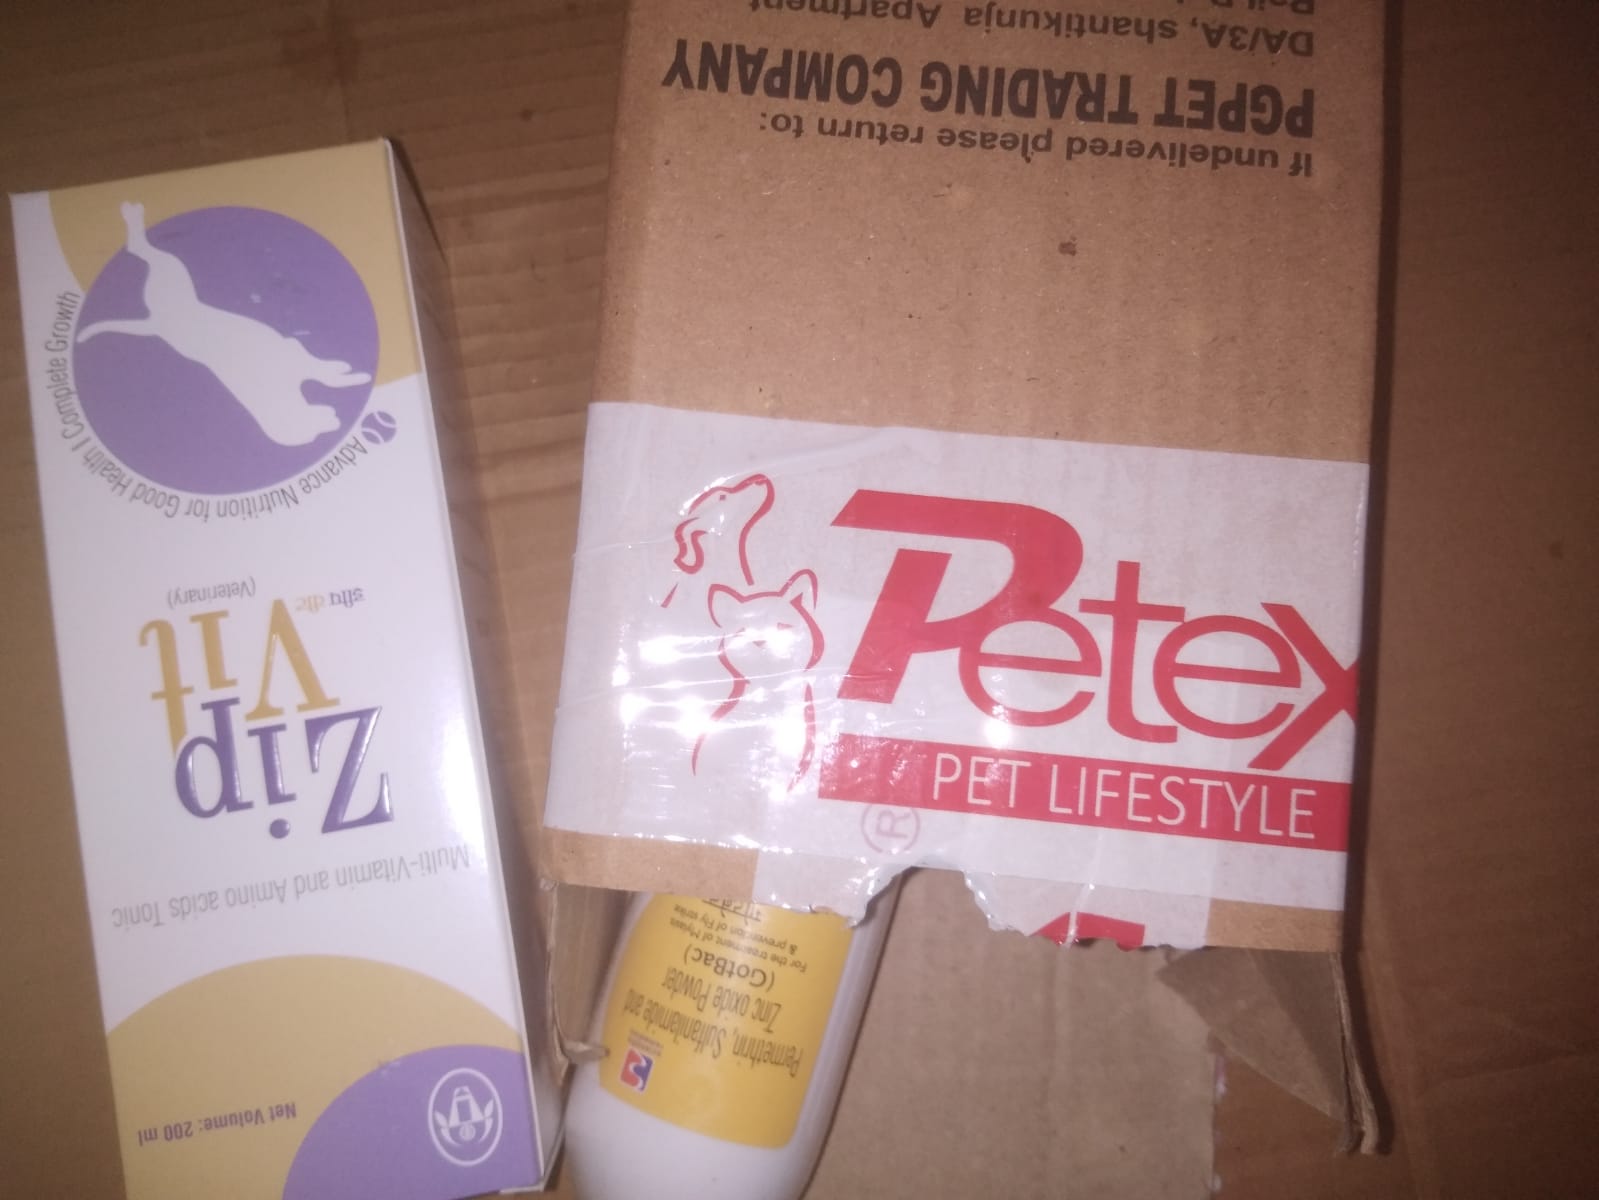 Advance Nutrition for Good Health | Complete Growth
Zip
Vit
ज़िप विट
(Veterinary)
Multi-Vitamin and Amino acids Tonic
Net Volume: 200 ml
If undelivered please return to:
PGPET TRADING COMPANY
DA/3A, shantikunja Apartment
Petex
PET LIFESTYLE
®
Permethrin, Sulfanilamide and
Zinc oxide Powder
(GotBac)
For the treatment of Myasis
& prevention of Fly strike